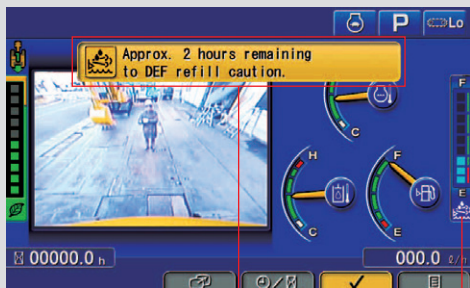 P
Lo
Approx. 2 hours remaining
to DEF refill caution.
F
C
E
H
F
C
E
00000.0 h
000.0 ℓ/h